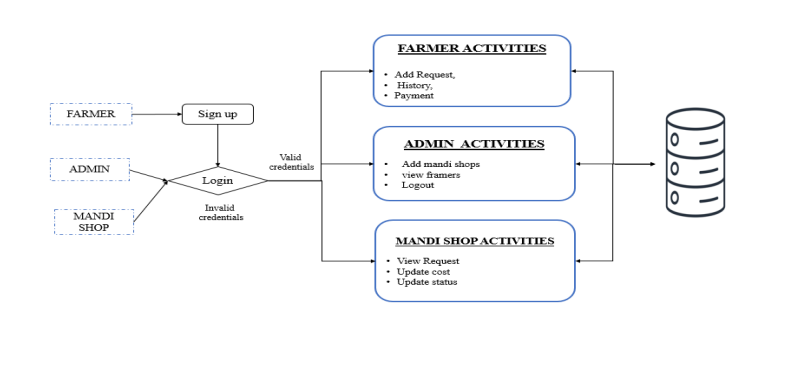 FARMER
Sign up
ADMIN
Login
MANDI
SHOP
Valid
credentials
Invalid
credentials
FARMER ACTIVITIES
• Add Request,
• History,
• Payment
ADMIN ACTIVITIES
• Add mandi shops
• view framers
• Logout
MANDI SHOP ACTIVITIES
• View Request
• Update cost
• Update status